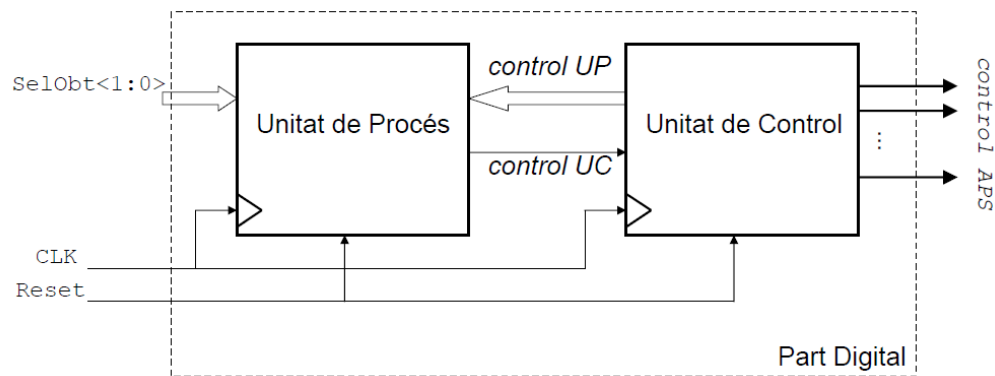 SelObt<1:0>
control UP
Unitat de Procés
Unitat de Control
control UC
...
control APS
CLK
Reset
Part Digital